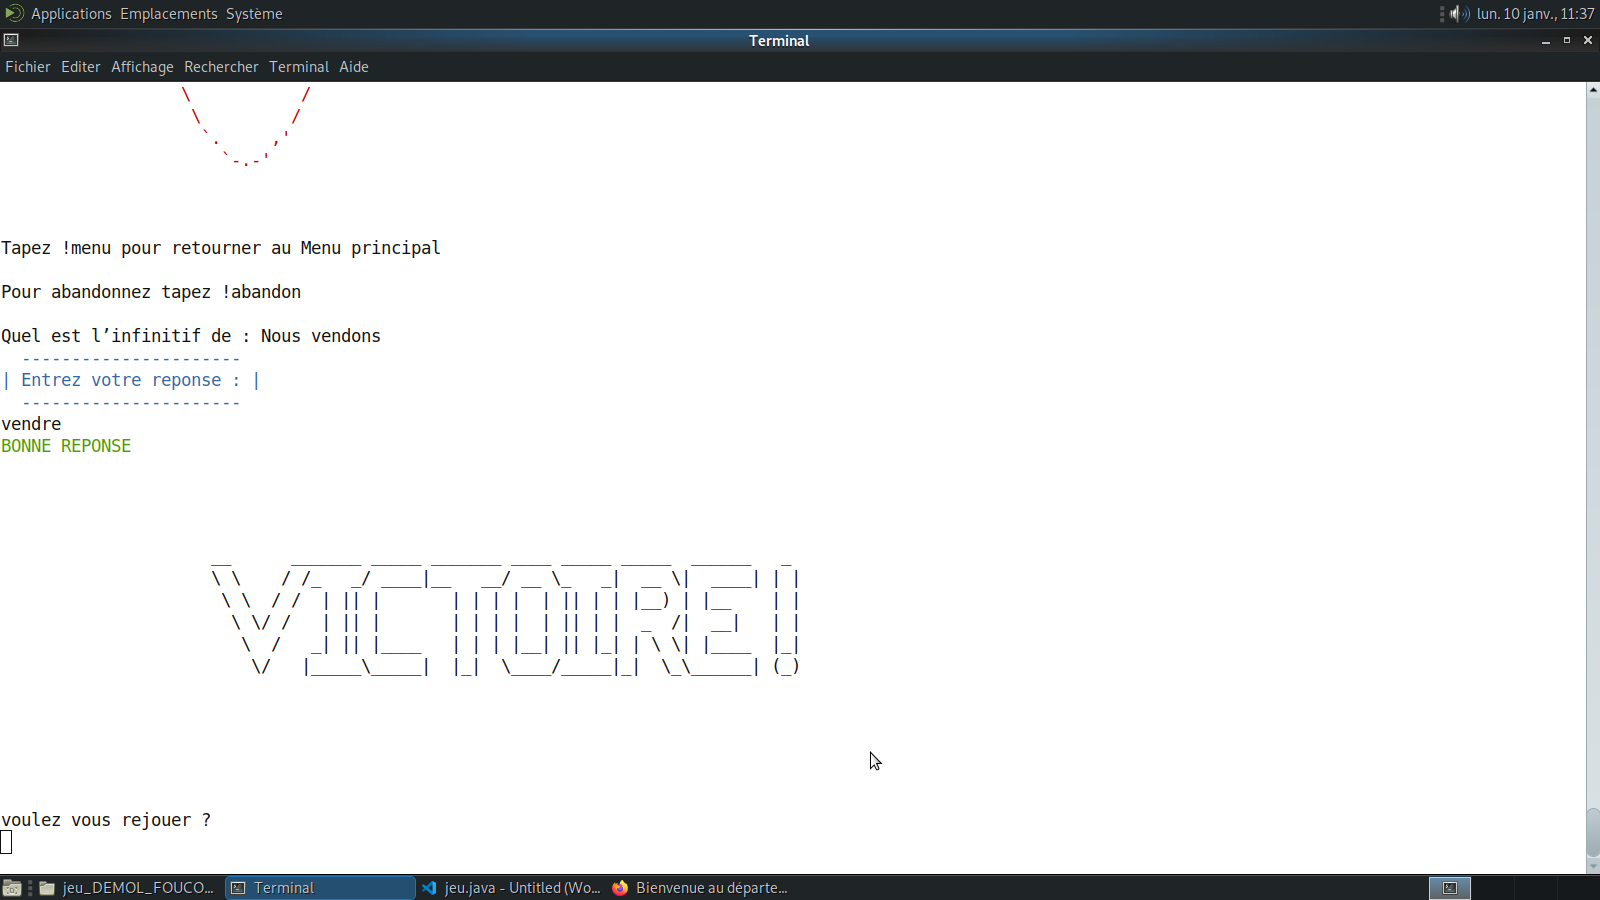 Applications Emplacements Système
lun. 10 janv., 11:37
Terminal
Fichier Editer Affichage Rechercher Terminal Aide
Tapez !menu pour retourner au Menu principal
Pour abandonnez tapez !abandon
Quel est l’infinitif de : Nous vendons
----------------------
| Entrez votre reponse : |
----------------------
vendre
BONNE REPONSE
VICTOIRE!
voulez vous rejouer ?
jeu_DEMOL_FOUCO... Terminal jeu.java - Untitled (Wo... Bienvenue au départe...